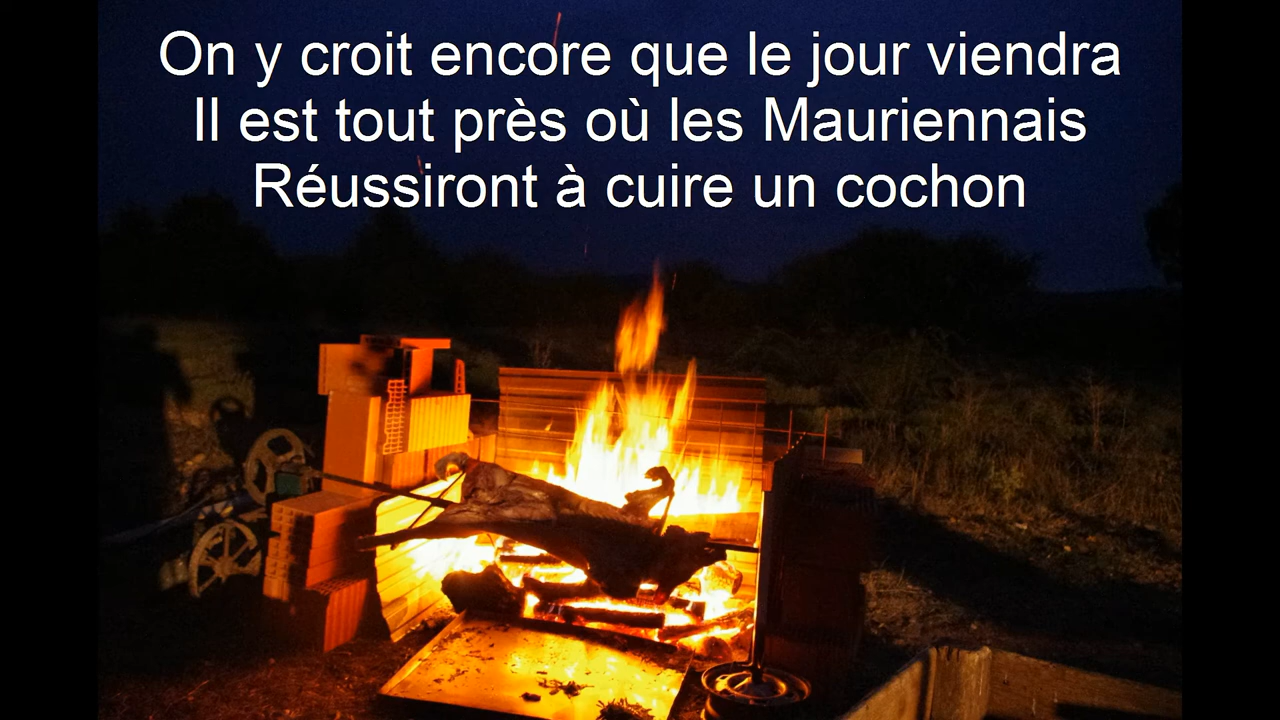 On y croit encore que le jour viendra
Il est tout près où les Mauriennais
Réussiront à cuire un cochon